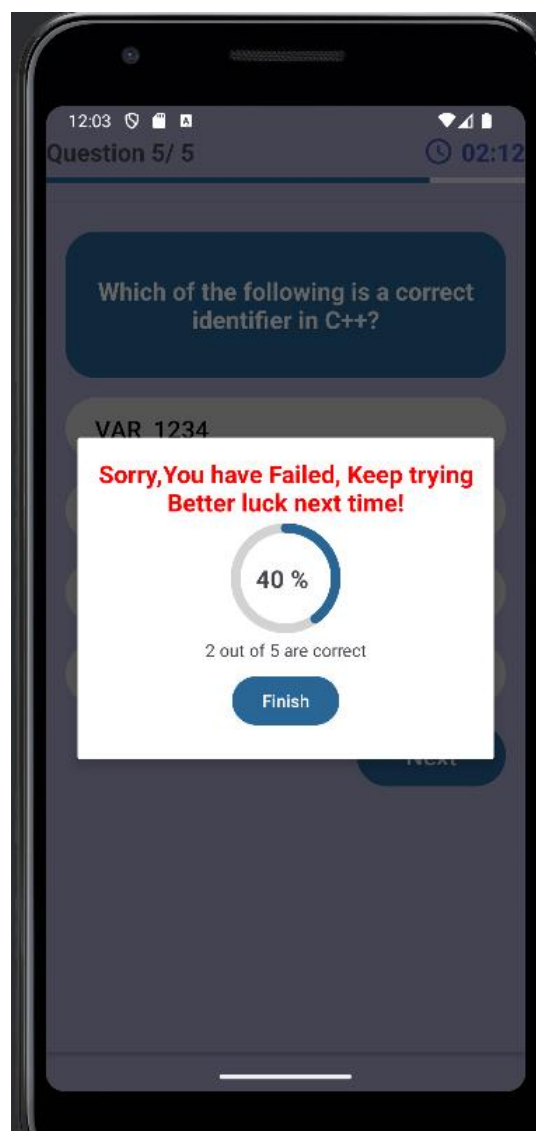 12:03
Question 5/ 5
02:12
Which of the following is a correct
identifier in C++?
VAR_1234
Sorry,You have Failed, Keep trying
Better luck next time!
40 %
2 out of 5 are correct
Finish
Next